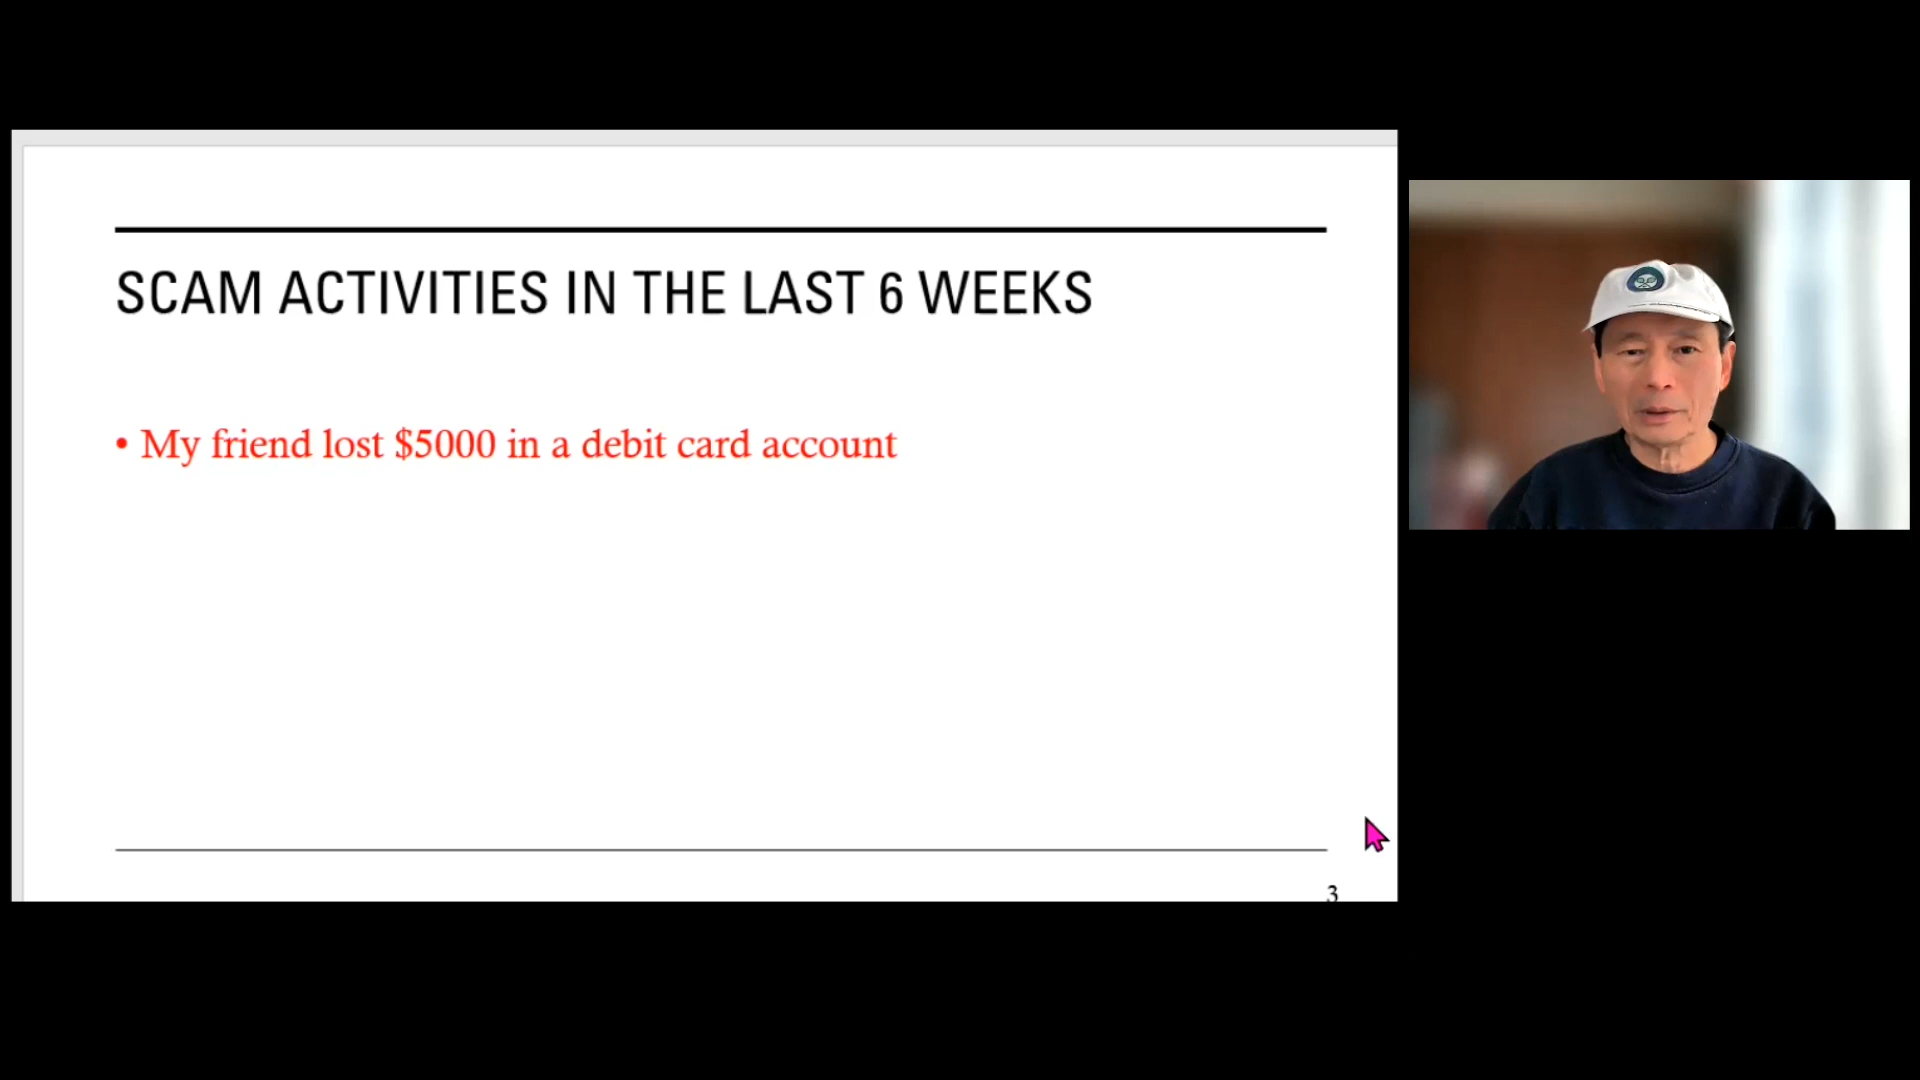 SCAM ACTIVITIES IN THE LAST 6 WEEKS
• My friend lost $5000 in a debit card account
3